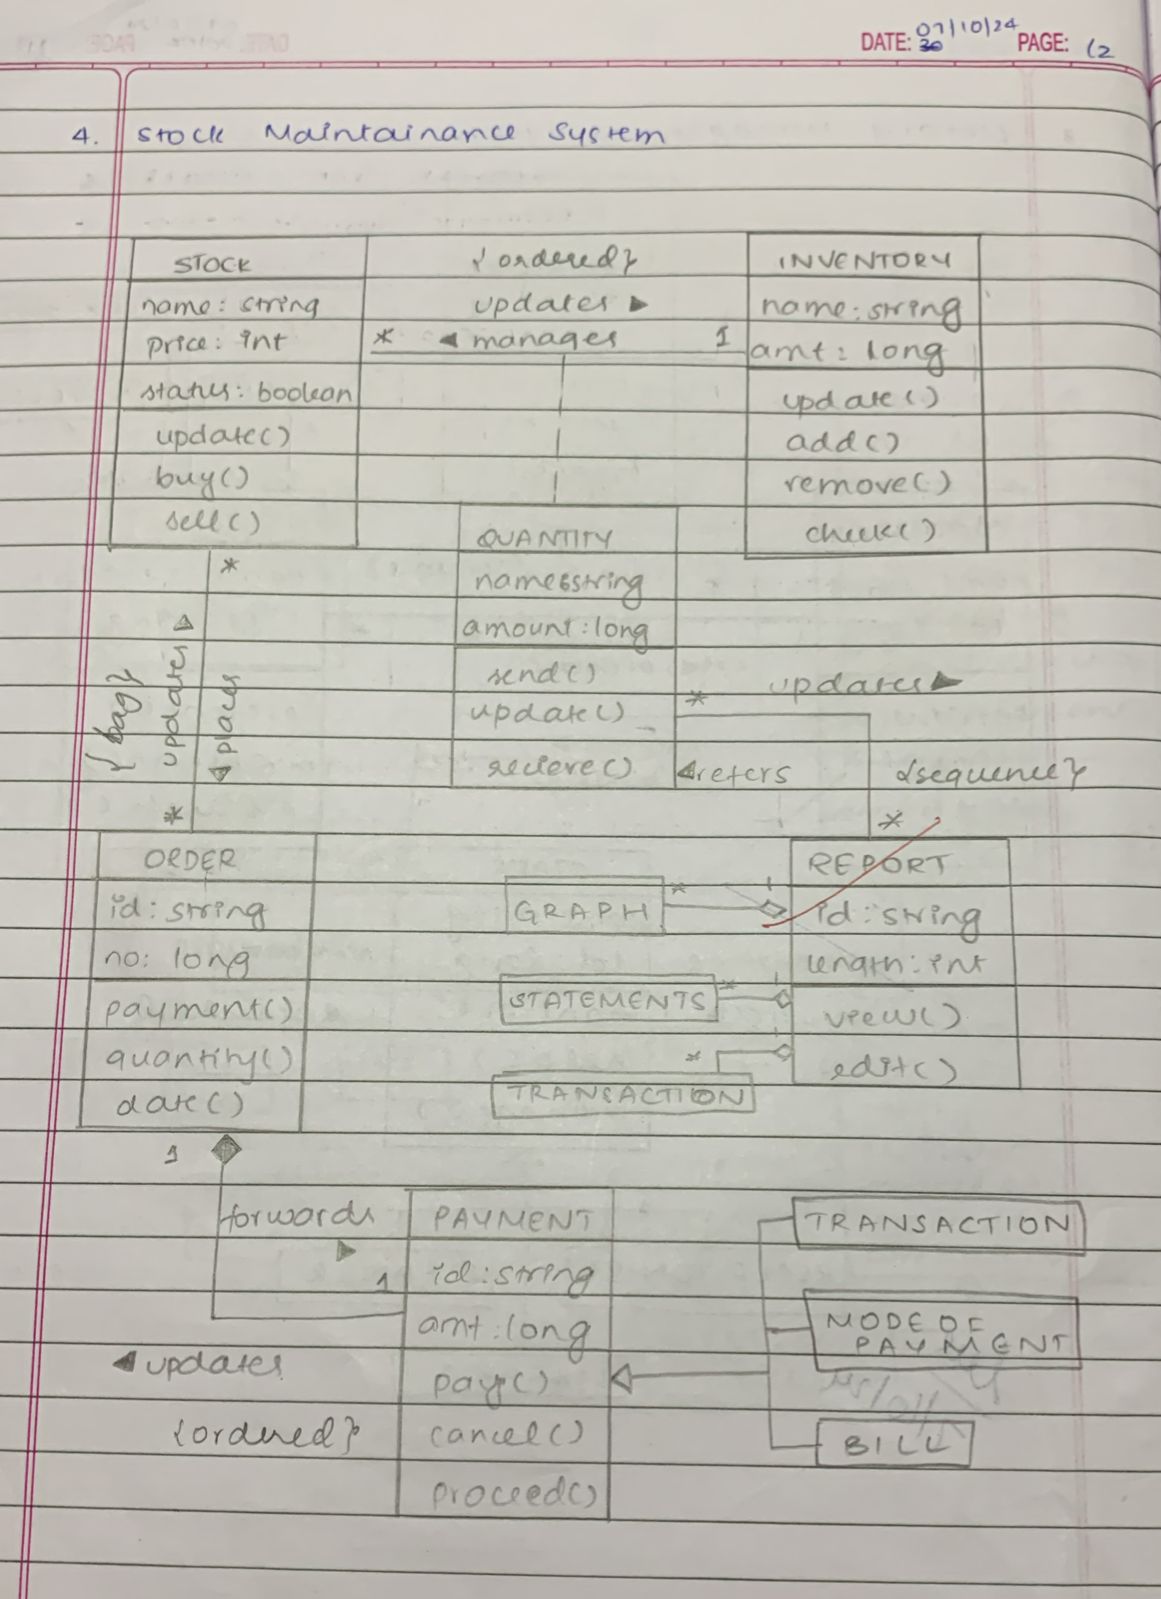 DATE: 07/10/24 PAGE: 12
30
4. Stock Maintainance System
STOCK
name: string
price: int
status: boolean
update()
buy()
sell()
{ordered}
updates ▶
* ◀ manages 1
INVENTORY
name: string
amt: long
update()
add()
remove()
check()
QUANTITY
name:string
amount: long
send()
update()
recieve()
*
{bag}
updates
places
*
* updates ▶
◀ refers {sequence}
*
ORDER
id: string
no: long
payment()
quantity()
date()
GRAPH *
STATEMENTS *
TRANSACTION *
REPORT
id: string
length: int
view()
edit()
1
forwards
▶
1
◀ updates
{ordered}
PAYMENT
id: string
amt: long
pay()
cancel()
proceed()
TRANSACTION
MODE OF
PAYMENT
BILL